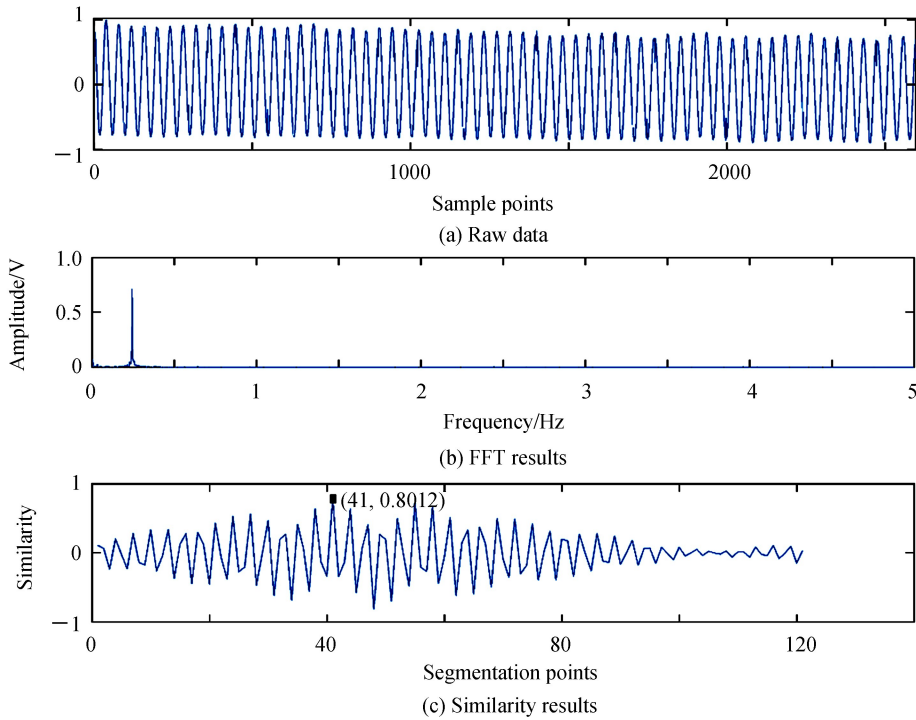 1
0
−1
0
1000
2000
Sample points
(a) Raw data
Amplitude/V
1.0
0.5
0
0
1
2
3
4
5
Frequency/Hz
(b) FFT results
Similarity
1
0
−1
(41, 0.8012)
0
40
80
120
Segmentation points
(c) Similarity results